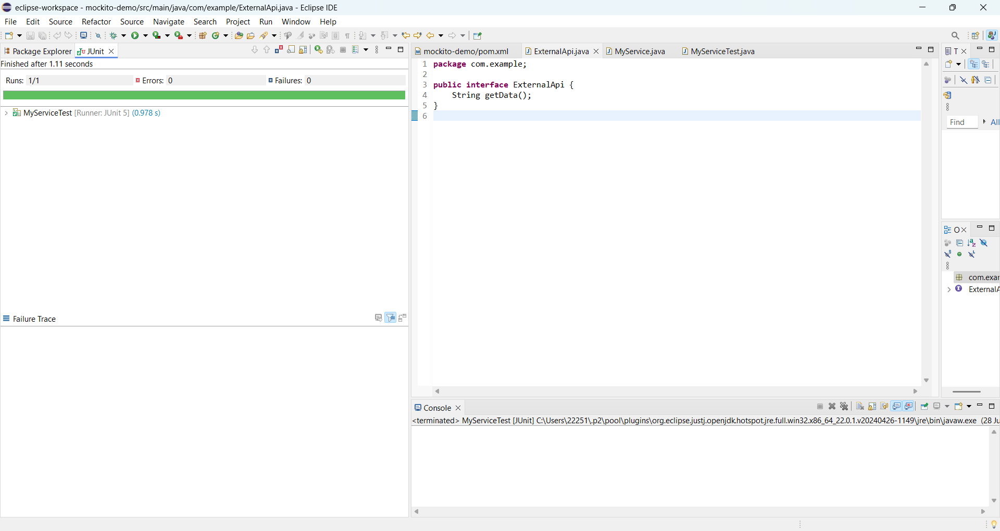 eclipse-workspace - mockito-demo/src/main/java/com/example/ExternalApi.java - Eclipse IDE
File Edit Source Refactor Source Navigate Search Project Run Window Help
Package Explorer JUnit
Finished after 1.11 seconds
Runs: 1/1 Errors: 0 Failures: 0
MyServiceTest [Runner: JUnit 5] (0.978 s)
Failure Trace
mockito-demo/pom.xml ExternalApi.java MyService.java MyServiceTest.java
1 package com.example;
2
3 public interface ExternalApi {
4 String getData();
5 }
6
T
Find All
O
com.exar
ExternalA
Console
<terminated> MyServiceTest [JUnit] C:\Users\22251\.p2\pool\plugins\org.eclipse.justj.openjdk.hotspot.jre.full.win32.x86_64_22.0.1.v20240426-1149\jre\bin\javaw.exe (28 Ju